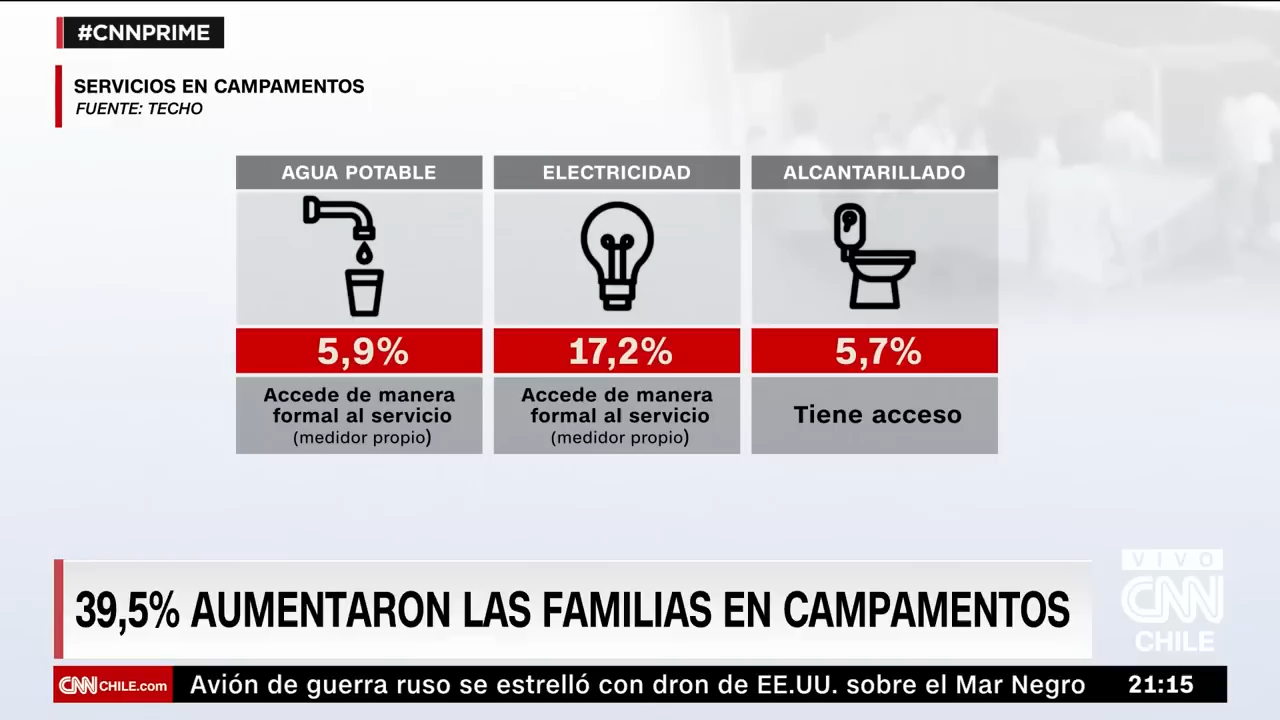 #CNNPRIME
SERVICIOS EN CAMPAMENTOS
FUENTE: TECHO
AGUA POTABLE
5,9%
Accede de manera
formal al servicio
(medidor propio)
ELECTRICIDAD
17,2%
Accede de manera
formal al servicio
(medidor propio)
ALCANTARILLADO
5,7%
Tiene acceso
39,5% AUMENTARON LAS FAMILIAS EN CAMPAMENTOS
VIVO
CNN
CHILE
CNNCHILE.com
Avión de guerra ruso se estrelló con dron de EE.UU. sobre el Mar Negro
21:15